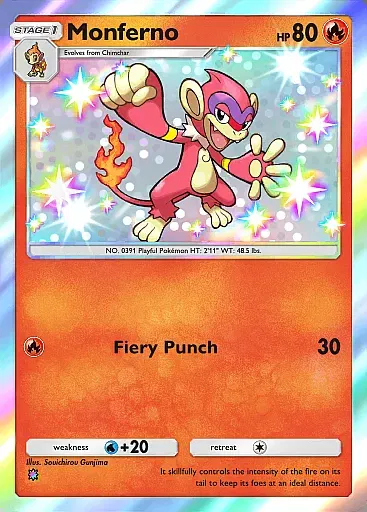 STAGE 1
Monferno
HP 80
Evolves from Chimchar
NO. 0391 Playful Pokémon HT: 2'11" WT: 48.5 lbs.
Fiery Punch 30
weakness +20 retreat
Illus. Souichirou Gunjima
It skillfully controls the intensity of the fire on its
tail to keep its foes at an ideal distance.